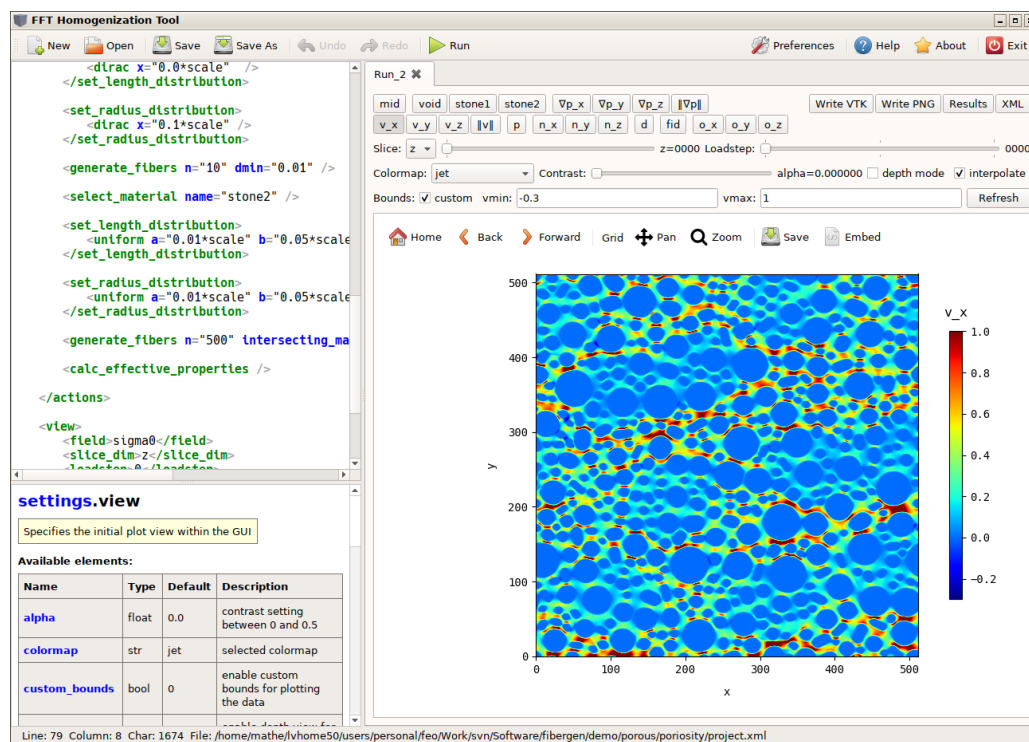 FFT Homogenization Tool
New Open Save Save As Undo Redo Run Preferences Help About Exit
<dirac x="0.0*scale" />
</set_length_distribution>
<set_radius_distribution>
<dirac x="0.1*scale" />
</set_radius_distribution>
<generate_fibers n="10" dmin="0.01" />
<select_material name="stone2" />
<set_length_distribution>
<uniform a="0.01*scale" b="0.05*scale
</set_length_distribution>
<set_radius_distribution>
<uniform a="0.01*scale" b="0.05*scale
</set_radius_distribution>
<generate_fibers n="500" intersecting_ma
<calc_effective_properties />
</actions>
<view>
<field>sigma0</field>
<slice_dim>z</slice_dim>
<loadstep>0</loadstep>
settings.view
Specifies the initial plot view within the GUI
Available elements:
Name Type Default Description
alpha float 0.0 contrast setting
between 0 and 0.5
colormap str jet selected colormap
custom_bounds bool 0 enable custom
bounds for plotting
the data
enable depth view for
Run_2
mid void stone1 stone2 ∇p_x ∇p_y ∇p_z ‖∇p‖ Write VTK Write PNG Results XML
v_x v_y v_z ‖v‖ p n_x n_y n_z d fid o_x o_y o_z
Slice: z z=0000 Loadstep: 0000
Colormap: jet Contrast: alpha=0.000000 depth mode interpolate
Bounds: custom vmin: -0.3 vmax: 1 Refresh
Home Back Forward Grid Pan Zoom Save Embed
500
400
300
200
100
0
y
0 100 200 300 400 500
x
v_x
1.0
0.8
0.6
0.4
0.2
0.0
−0.2
Line: 79 Column: 8 Char: 1674 File: /home/mathe/lvhome50/users/personal/feo/Work/svn/Software/fibergen/demo/porous/poriosity/project.xml